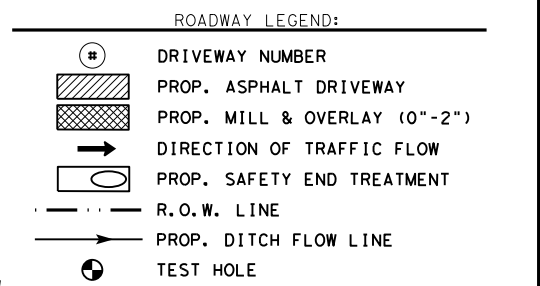 ROADWAY LEGEND:
# DRIVEWAY NUMBER
PROP. ASPHALT DRIVEWAY
PROP. MILL & OVERLAY (0"-2")
DIRECTION OF TRAFFIC FLOW
PROP. SAFETY END TREATMENT
R.O.W. LINE
PROP. DITCH FLOW LINE
TEST HOLE